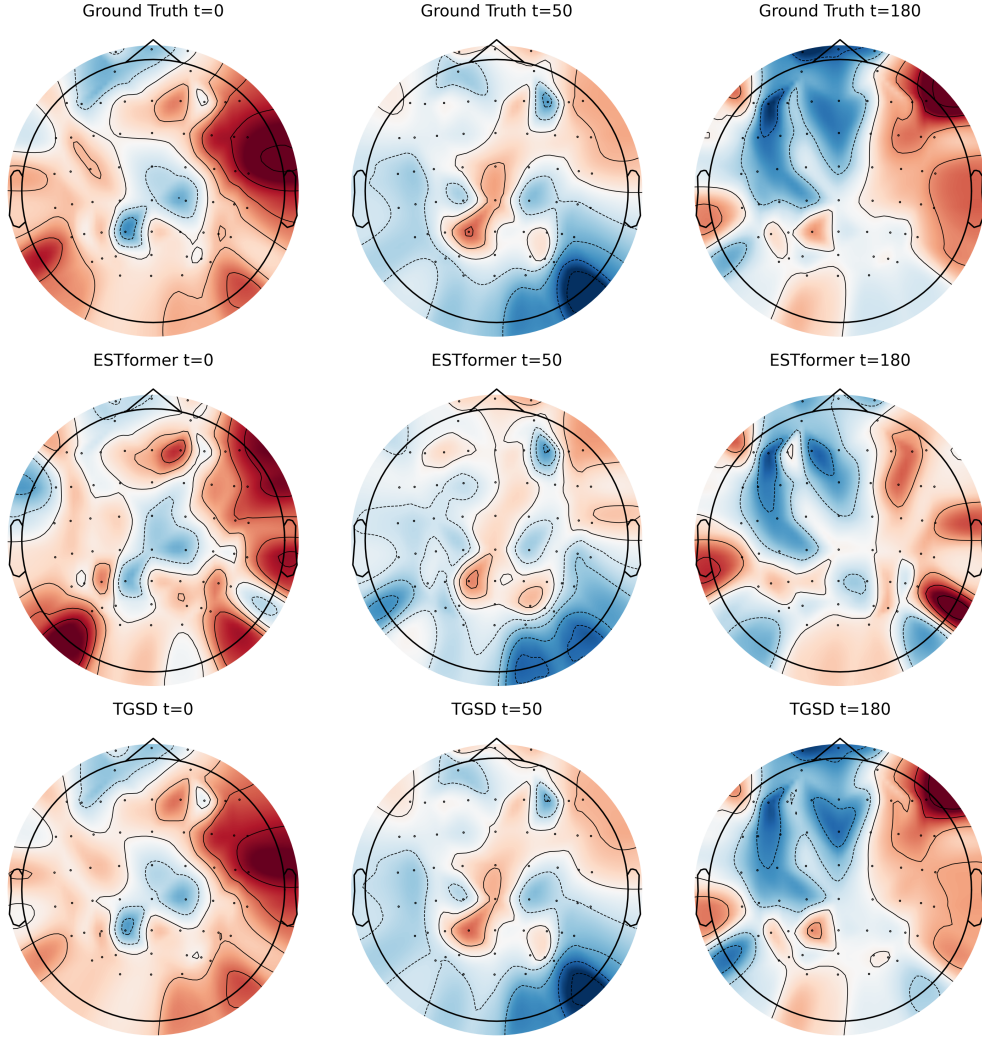 Ground Truth t=0
Ground Truth t=50
Ground Truth t=180
ESTformer t=0
ESTformer t=50
ESTformer t=180
TGSD t=0
TGSD t=50
TGSD t=180